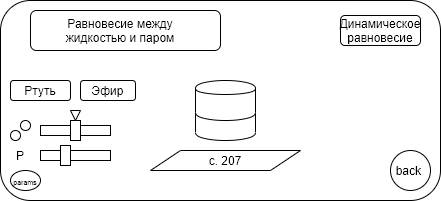 Равновесие между
жидкостью и паром
Динамическое
равновесие
Ртуть
Эфир
P
с. 207
params
back